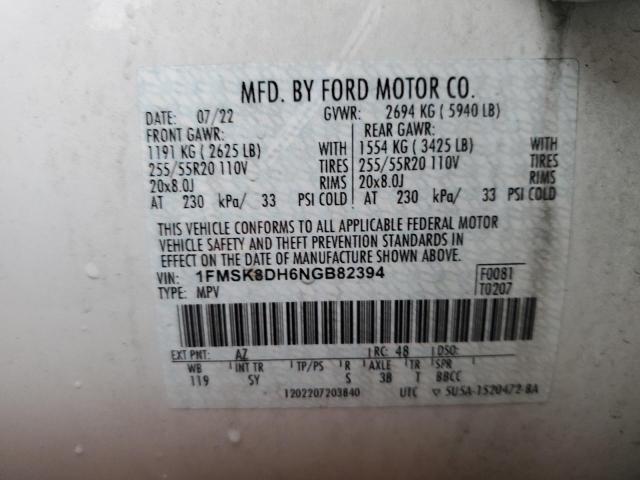 MFD. BY FORD MOTOR CO.
DATE: 07/22 GVWR: 2694 KG ( 5940 LB)
FRONT GAWR: REAR GAWR:
1191 KG ( 2625 LB) WITH 1554 KG ( 3425 LB) WITH
255/55R20 110V TIRES 255/55R20 110V TIRES
20x8.0J RIMS 20x8.0J RIMS
AT 230 kPa/ 33 PSI COLD AT 230 kPa/ 33 PSI COLD
THIS VEHICLE CONFORMS TO ALL APPLICABLE FEDERAL MOTOR
VEHICLE SAFETY AND THEFT PREVENTION STANDARDS IN
EFFECT ON THE DATE OF MANUFACTURE SHOWN ABOVE.
VIN: 1FMSK8DH6NGB82394 F0081
TYPE: MPV T0207
EXT PNT: AZ RC: 48 DSO:
WB INT TR TP/PS R AXLE TR SPR
119 SY S 3B T BBCC
1202207203840 UTC ▽ 5U5A-1520472-BA